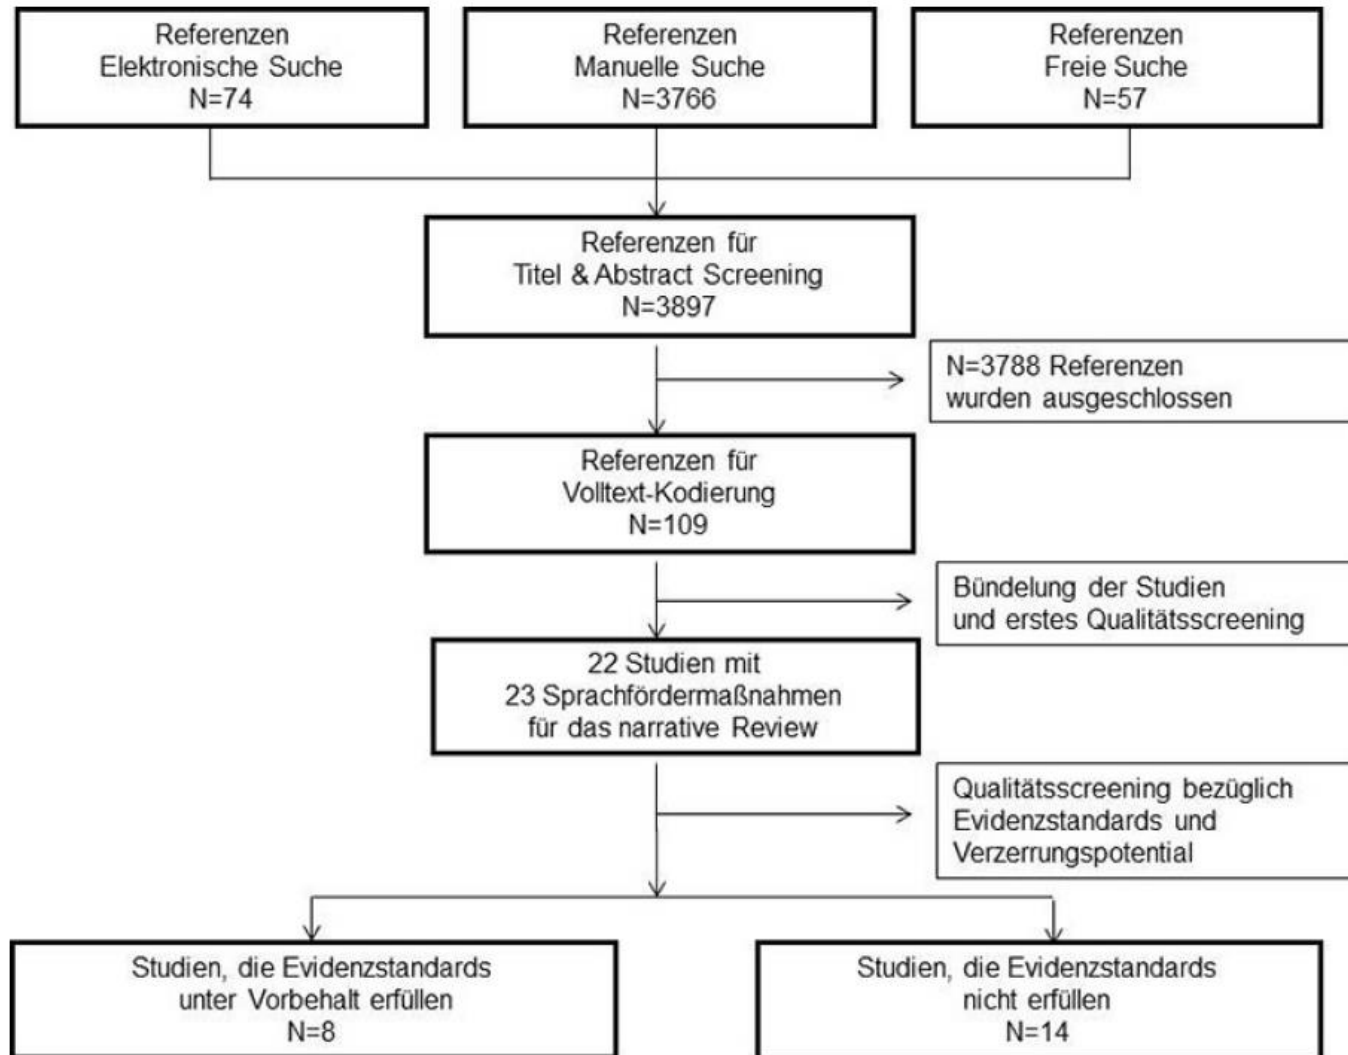 Referenzen
Elektronische Suche
N=74
Referenzen
Manuelle Suche
N=3766
Referenzen
Freie Suche
N=57
Referenzen für
Titel & Abstract Screening
N=3897
N=3788 Referenzen
wurden ausgeschlossen
Referenzen für
Volltext-Kodierung
N=109
Bündelung der Studien
und erstes Qualitätsscreening
22 Studien mit
23 Sprachfördermaßnahmen
für das narrative Review
Qualitätsscreening bezüglich
Evidenzstandards und
Verzerrungspotential
Studien, die Evidenzstandards
unter Vorbehalt erfüllen
N=8
Studien, die Evidenzstandards
nicht erfüllen
N=14